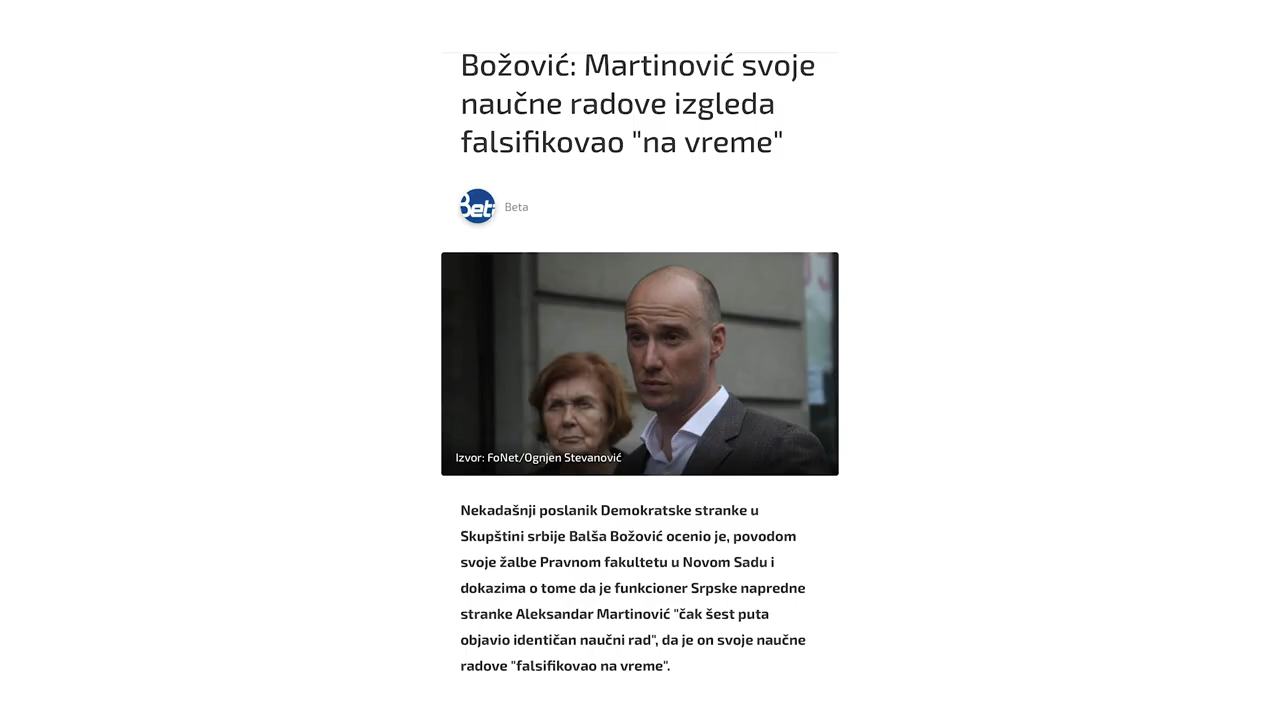 Božović: Martinović svoje
naučne radove izgleda
falsifikovao "na vreme"
Bet
Beta
Izvor: FoNet/Ognjen Stevanović
Nekadašnji poslanik Demokratske stranke u
Skupštini srbije Balša Božović ocenio je, povodom
svoje žalbe Pravnom fakultetu u Novom Sadu i
dokazima o tome da je funkcioner Srpske napredne
stranke Aleksandar Martinović "čak šest puta
objavio identičan naučni rad", da je on svoje naučne
radove "falsifikovao na vreme".